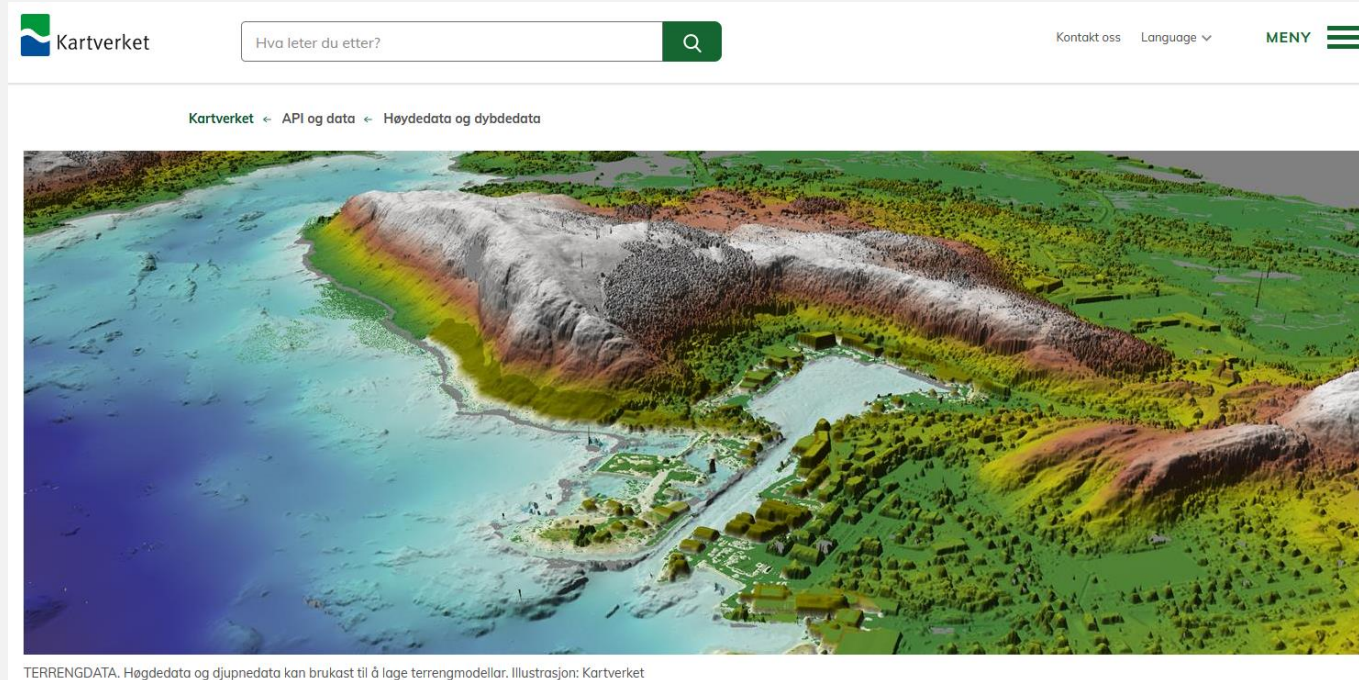 Kartverket
Hva leter du etter?
Kontakt oss Language
MENY
Kartverket ← API og data ← Høydedata og dybdedata
TERRENGDATA. Høgdedata og djupnedata kan brukast til å lage terrengmodellar. Illustrasjon: Kartverket